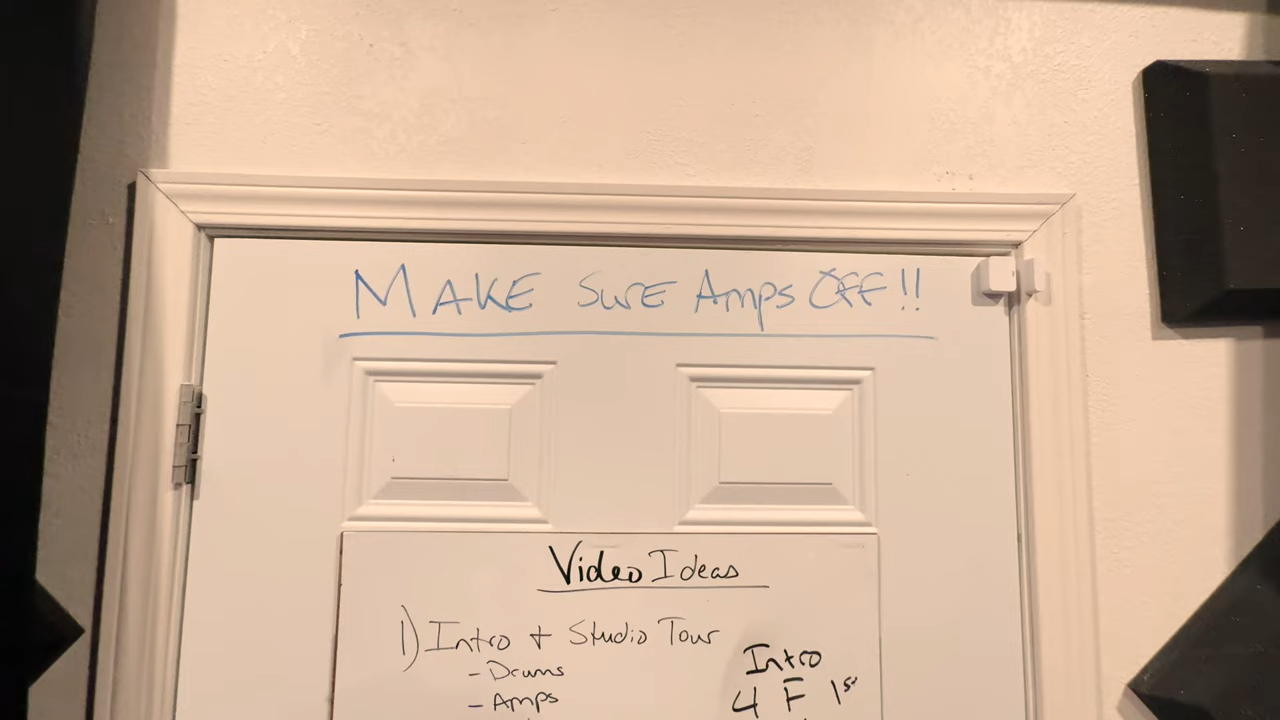 MAKE SURE Amps OFF!!
Video Ideas
1) Intro + Studio Tour
- Drums
- Amps
Intro
4 F 1st